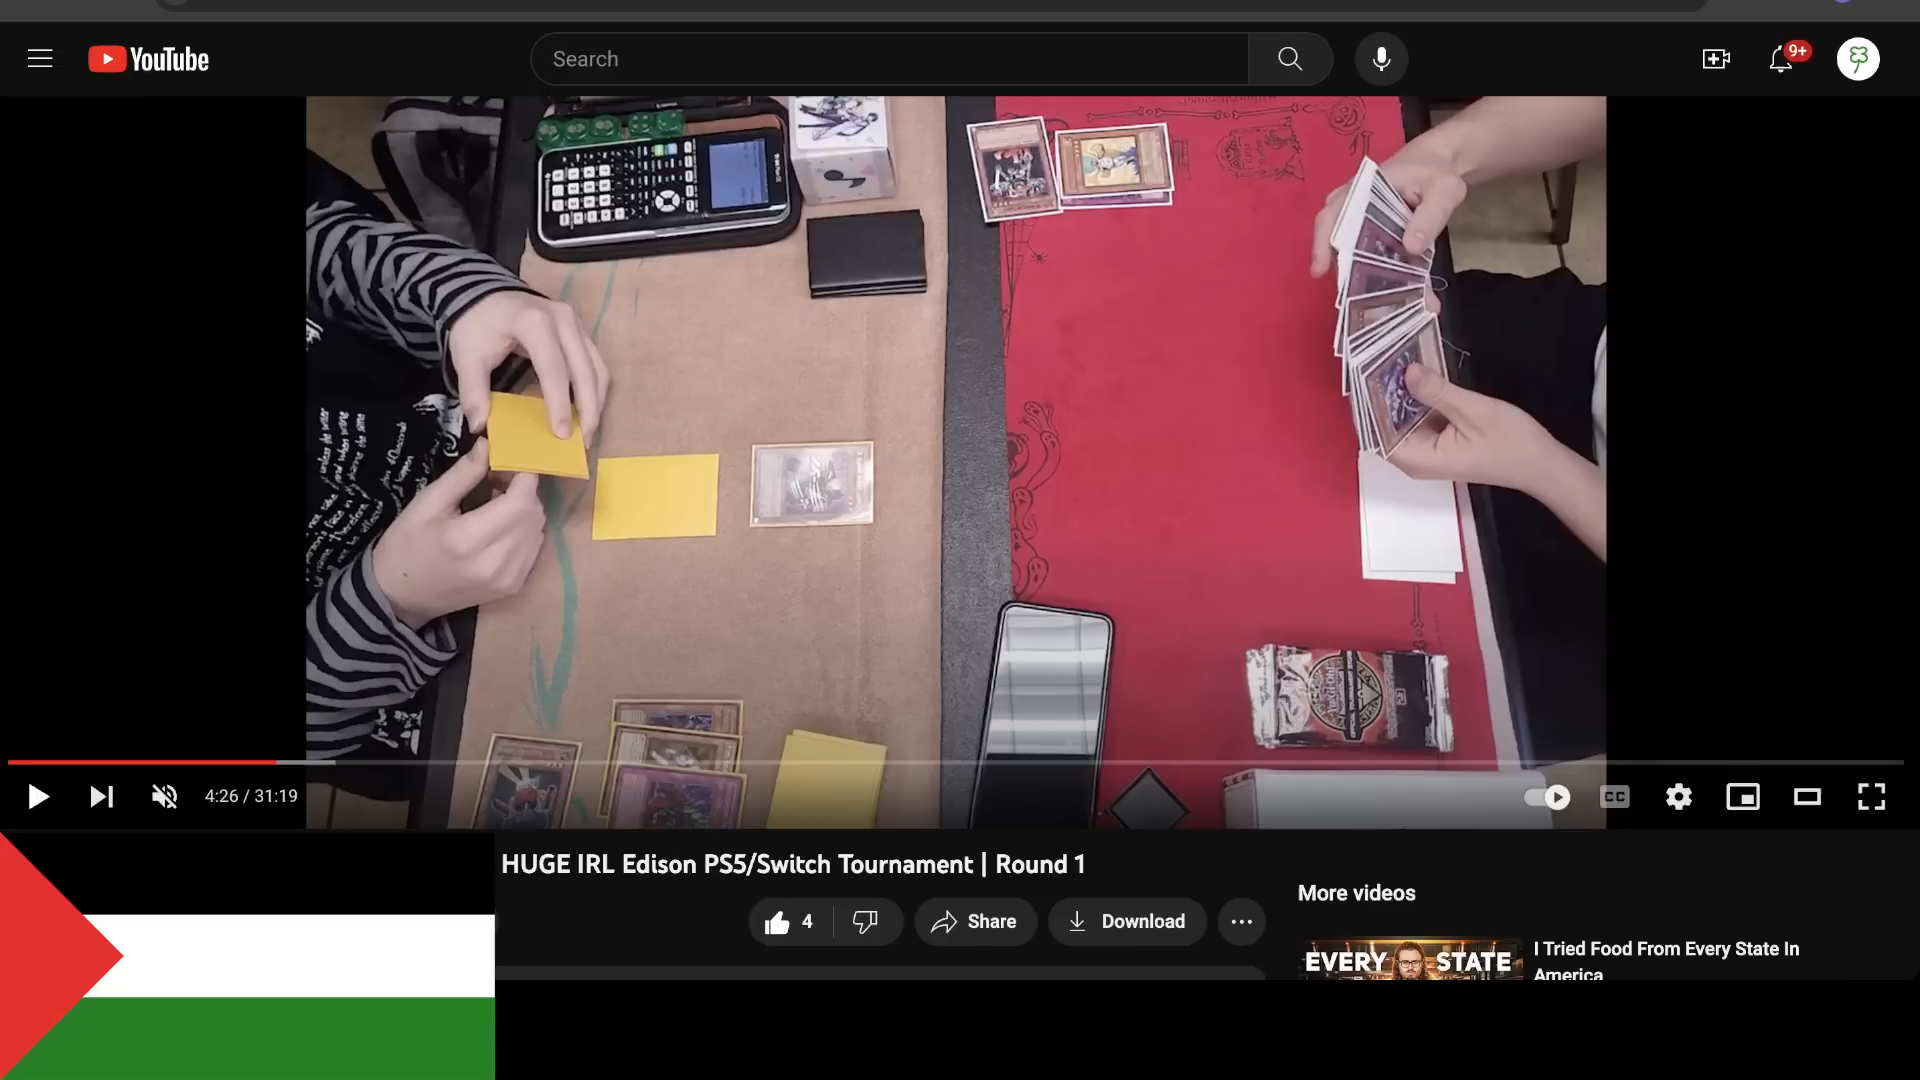 YouTube
Search
9+
4:26 / 31:19
CC
HUGE IRL Edison PS5/Switch Tournament | Round 1
4
Share
Download
More videos
EVERY STATE
I Tried Food From Every State In
America